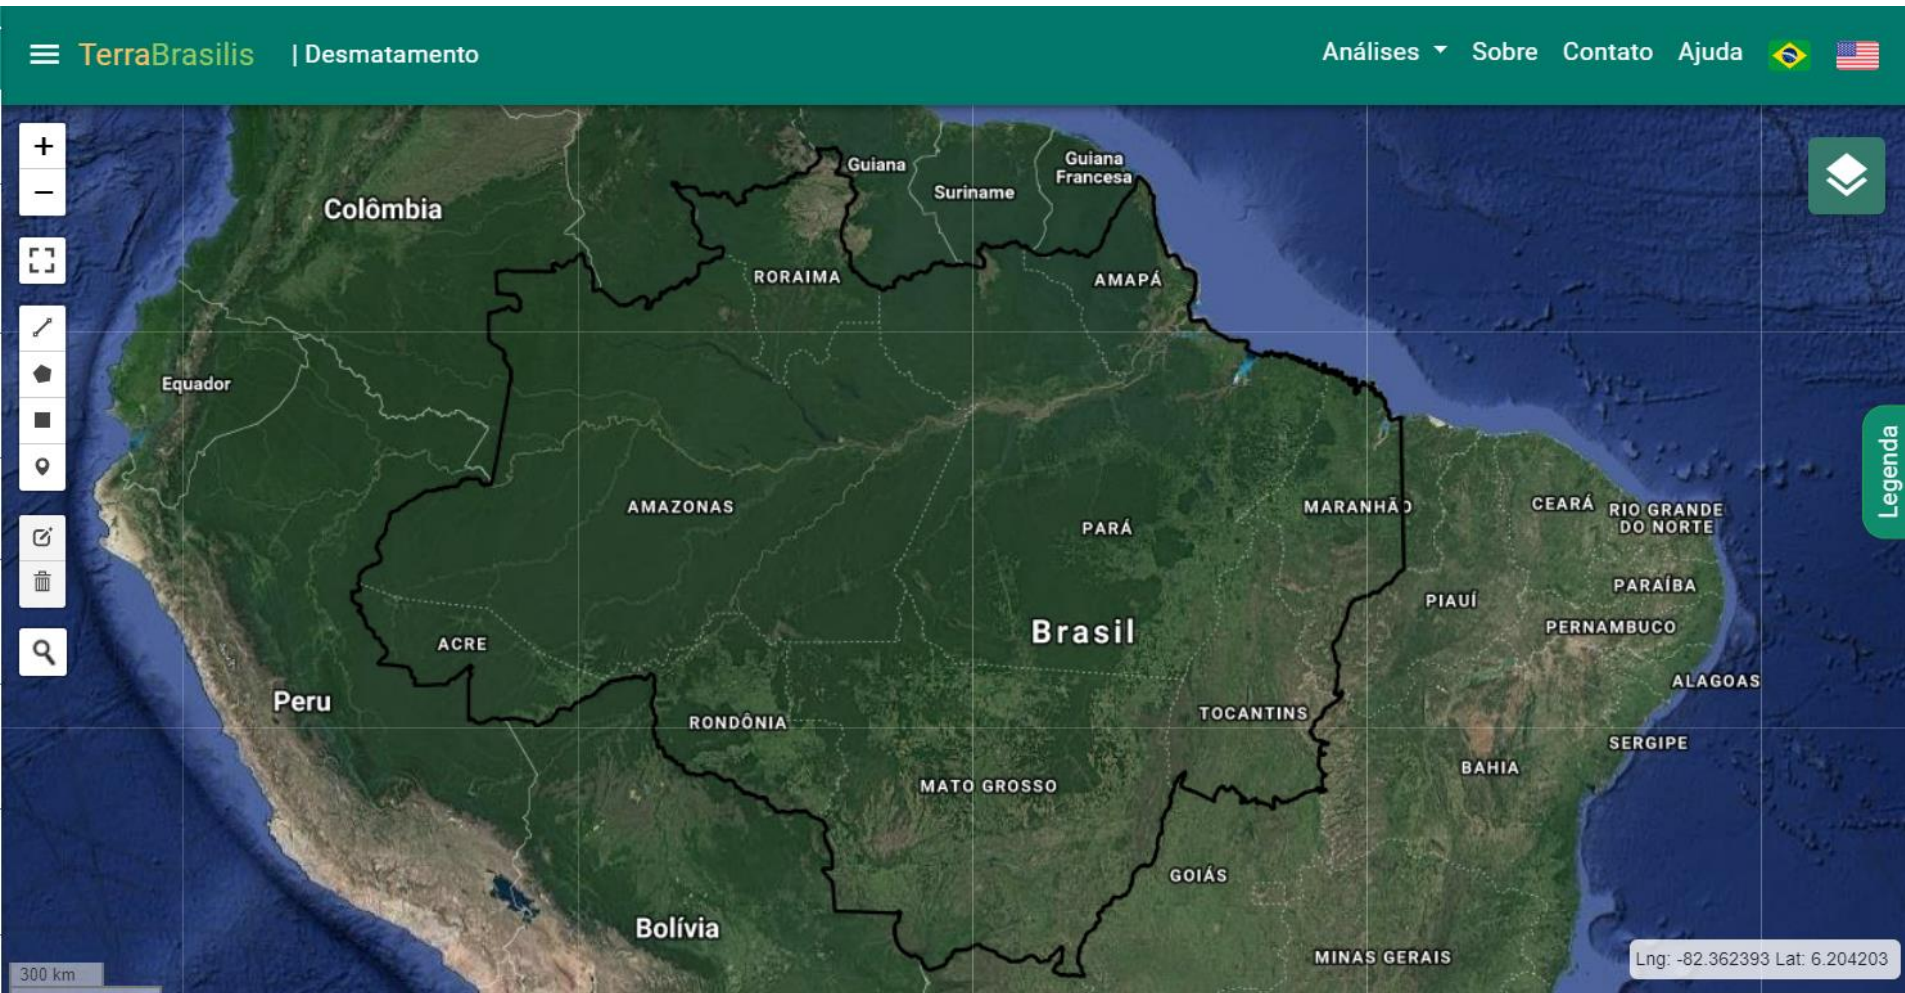 TerraBrasilis | Desmatamento
Análises Sobre Contato Ajuda
+
−
Guiana
Guiana
Francesa
Suriname
Colômbia
RORAIMA
AMAPÁ
Equador
AMAZONAS
PARÁ
MARANHÃO
CEARÁ
RIO GRANDE
DO NORTE
Legenda
PARAÍBA
PIAUÍ
PERNAMBUCO
Brasil
ACRE
ALAGOAS
Peru
TOCANTINS
RONDÔNIA
SERGIPE
BAHIA
MATO GROSSO
GOIÁS
Bolívia
MINAS GERAIS
Lng: -82.362393 Lat: 6.204203
300 km